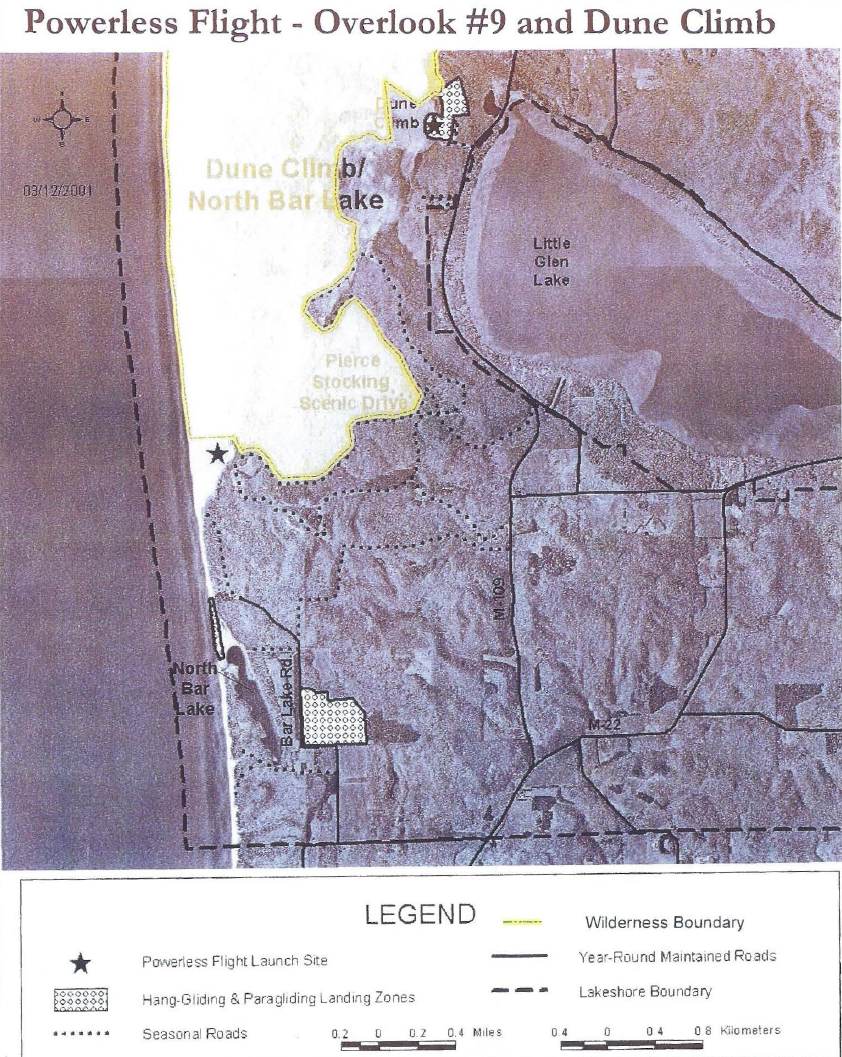 Powerless Flight - Overlook #9 and Dune Climb
N
W E
S
03/12/2001
Dune
Climb
Dune Climb/
North Bar Lake
Little
Glen
Lake
Pierce
Stocking
Scenic Drive
M-109
North
Bar
Lake
Bar Lake Rd.
M-22
LEGEND
Wilderness Boundary
Powerless Flight Launch Site
Year-Round Maintained Roads
Hang-Gliding & Paragliding Landing Zones
Lakeshore Boundary
Seasonal Roads
0.2 0 0.2 0.4 Miles
0.4 0 0.4 0.8 Kilometers